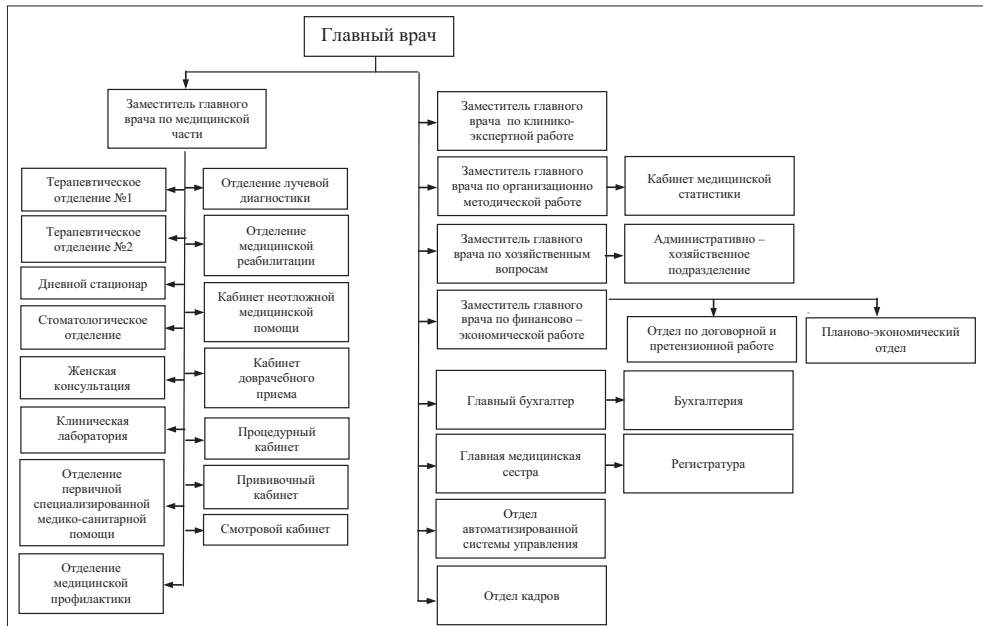 Главный врач
Заместитель главного
врача по медицинской
части
Терапевтическое
отделение №1
Терапевтическое
отделение №2
Дневной стационар
Стоматологическое
отделение
Женская
консультация
Клиническая
лаборатория
Отделение
первичной
специализированной
медико-санитарной
помощи
Отделение
медицинской
профилактики
Отделение лучевой
диагностики
Отделение
медицинской
реабилитации
Кабинет неотложной
медицинской
помощи
Кабинет
доврачебного
приема
Процедурный
кабинет
Прививочный
кабинет
Смотровой кабинет
Заместитель главного
врача по клинико-
экспертной работе
Заместитель главного
врача по организационно
методической работе
Кабинет медицинской
статистики
Заместитель главного
врача по хозяйственным
вопросам
Административно –
хозяйственное
подразделение
Заместитель главного
врача по финансово –
экономической работе
Отдел по договорной и
претензионной работе
Планово-экономический
отдел
Главный бухгалтер
Бухгалтерия
Главная медицинская
сестра
Регистратура
Отдел
автоматизированной
системы управления
Отдел кадров